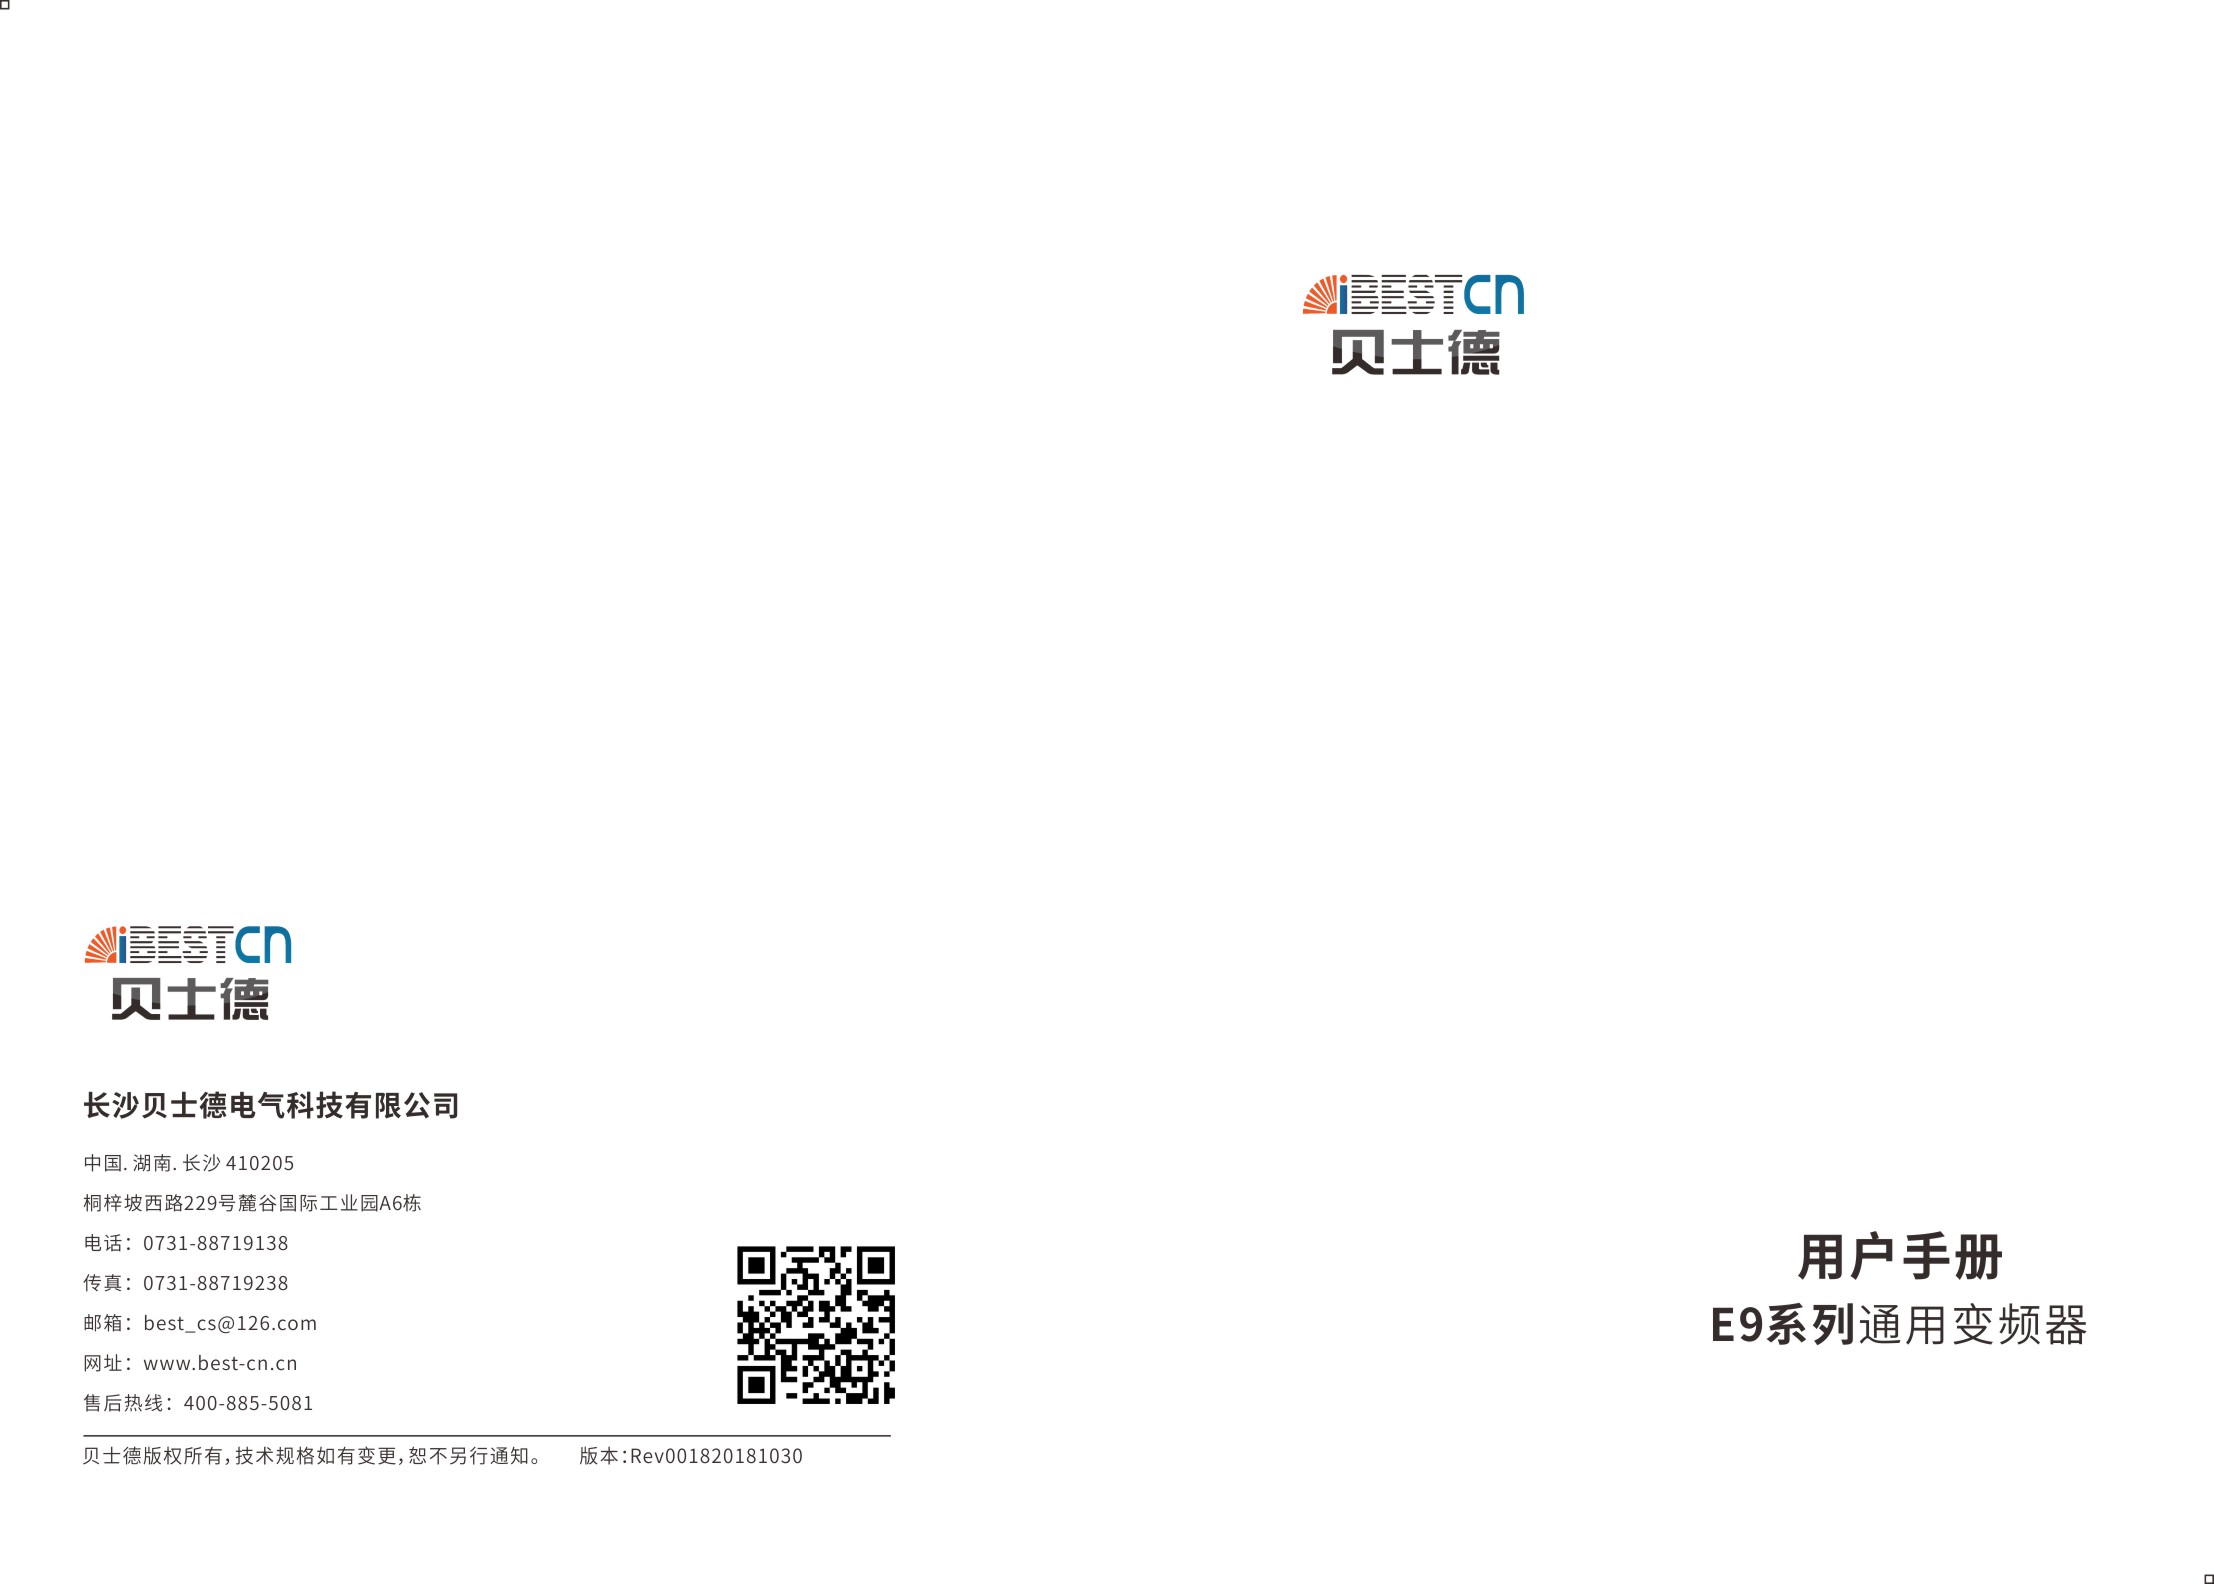 iBESTCN
贝士德
iBESTCN
贝士德
长沙贝士德电气科技有限公司
中国.湖南.长沙 410205
桐梓坡西路229号麓谷国际工业园A6栋
电话：0731-88719138
传真：0731-88719238
邮箱：best_cs@126.com
网址：www.best-cn.cn
售后热线：400-885-5081
贝士德版权所有，技术规格如有变更，恕不另行通知。 版本：Rev001820181030
用户手册
E9系列通用变频器